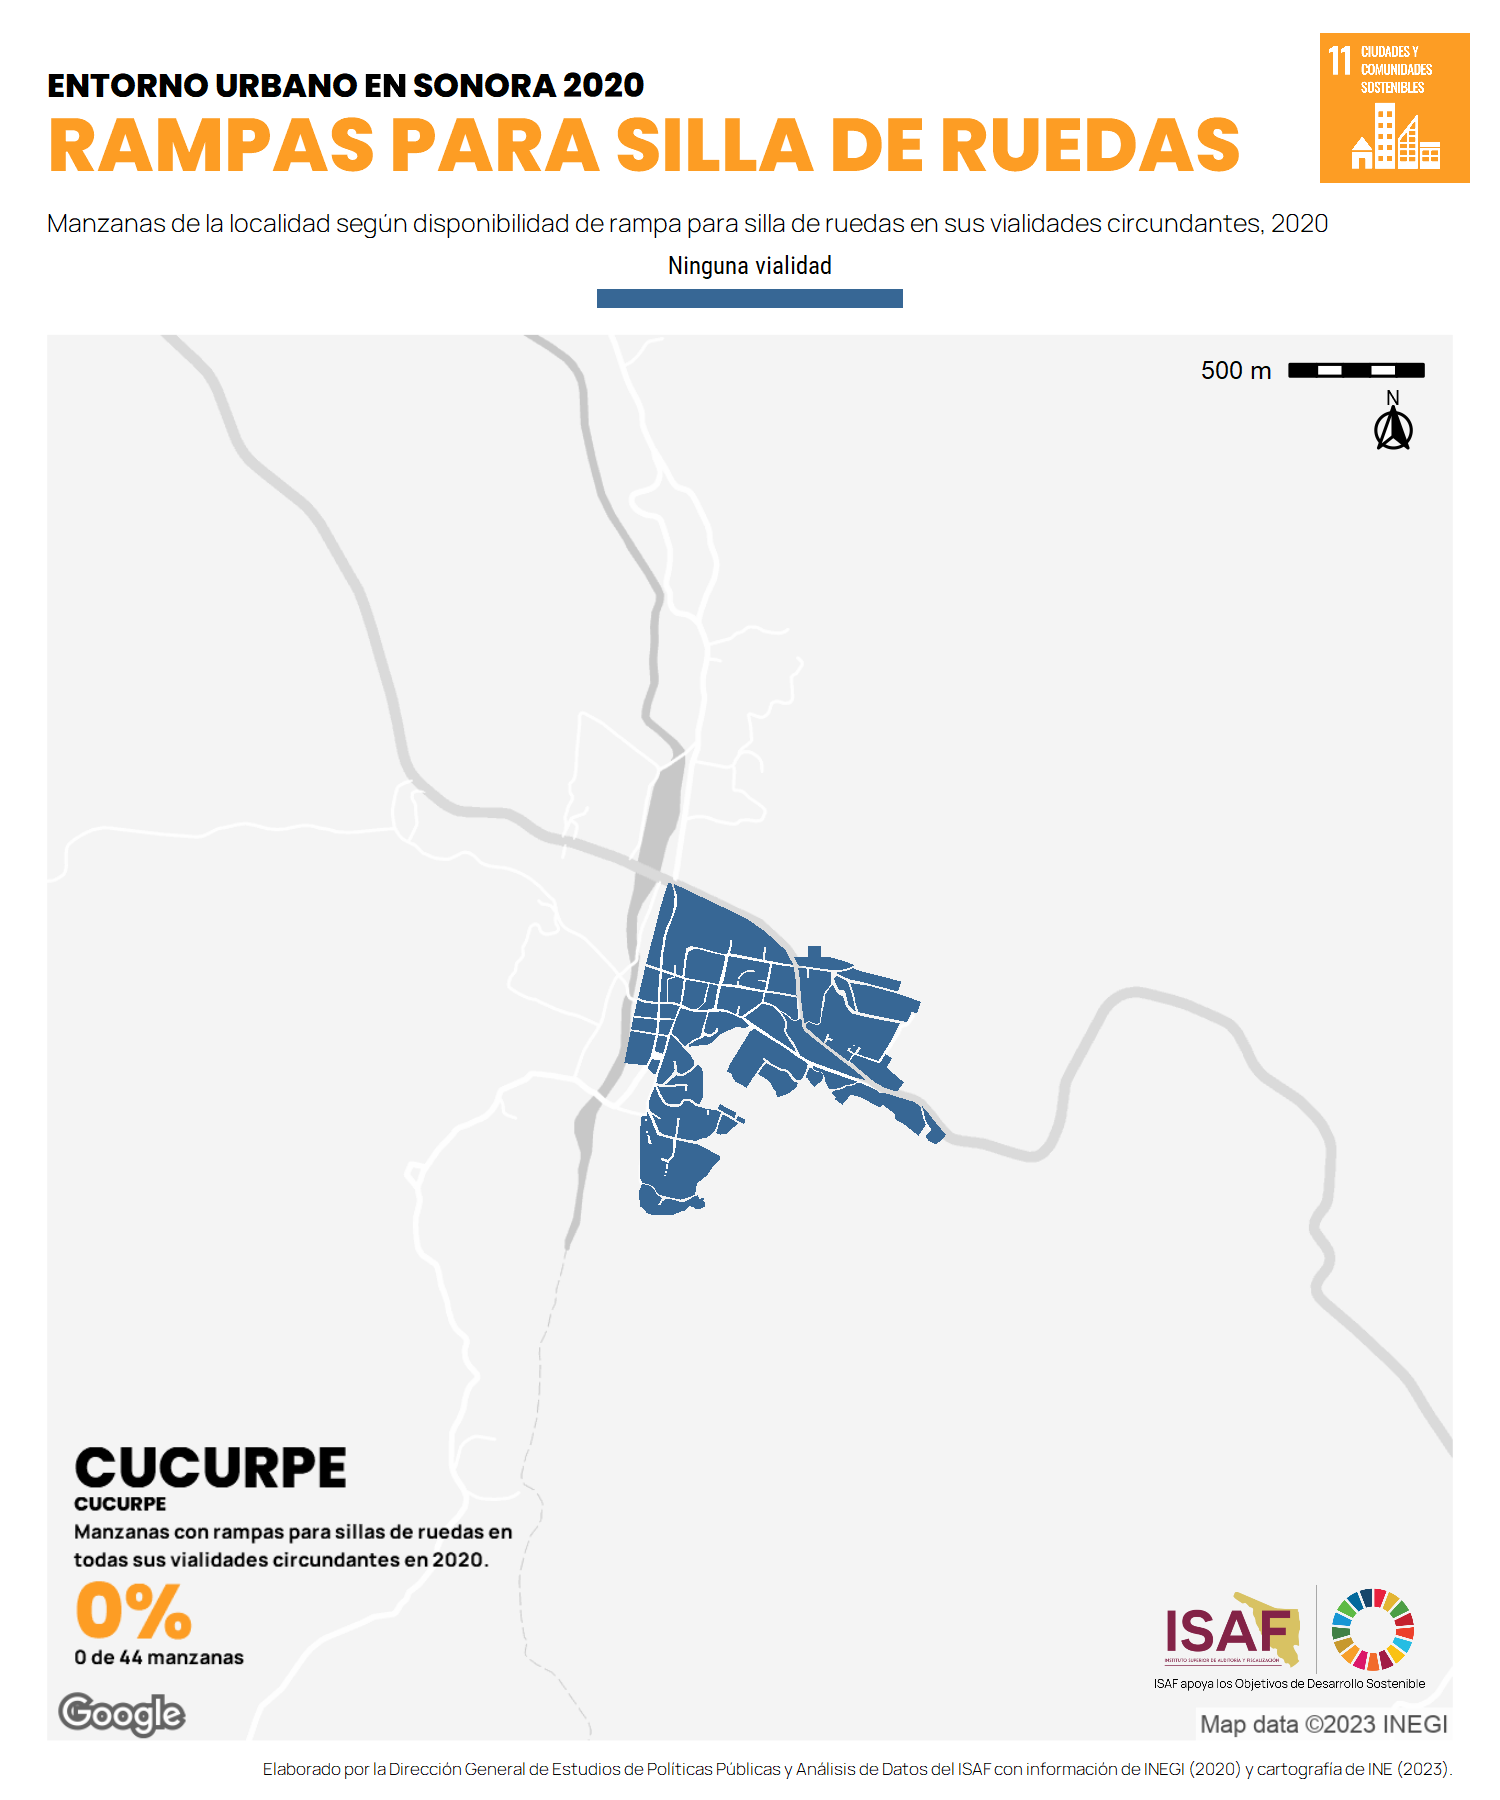 ENTORNO URBANO EN SONORA 2020
RAMPAS PARA SILLA DE RUEDAS
11 CIUDADES Y
COMUNIDADES
SOSTENIBLES
Manzanas de la localidad según disponibilidad de rampa para silla de ruedas en sus vialidades circundantes, 2020
Ninguna vialidad
500 m
N
CUCURPE
CUCURPE
Manzanas con rampas para sillas de ruedas en
todas sus vialidades circundantes en 2020.
0%
0 de 44 manzanas
ISAF
INSTITUTO SUPERIOR DE AUDITORÍA Y FISCALIZACIÓN
ISAF apoya los Objetivos de Desarrollo Sostenible
Google
Map data ©2023 INEGI
Elaborado por la Dirección General de Estudios de Políticas Públicas y Análisis de Datos del ISAF con información de INEGI (2020) y cartografía de INE (2023).